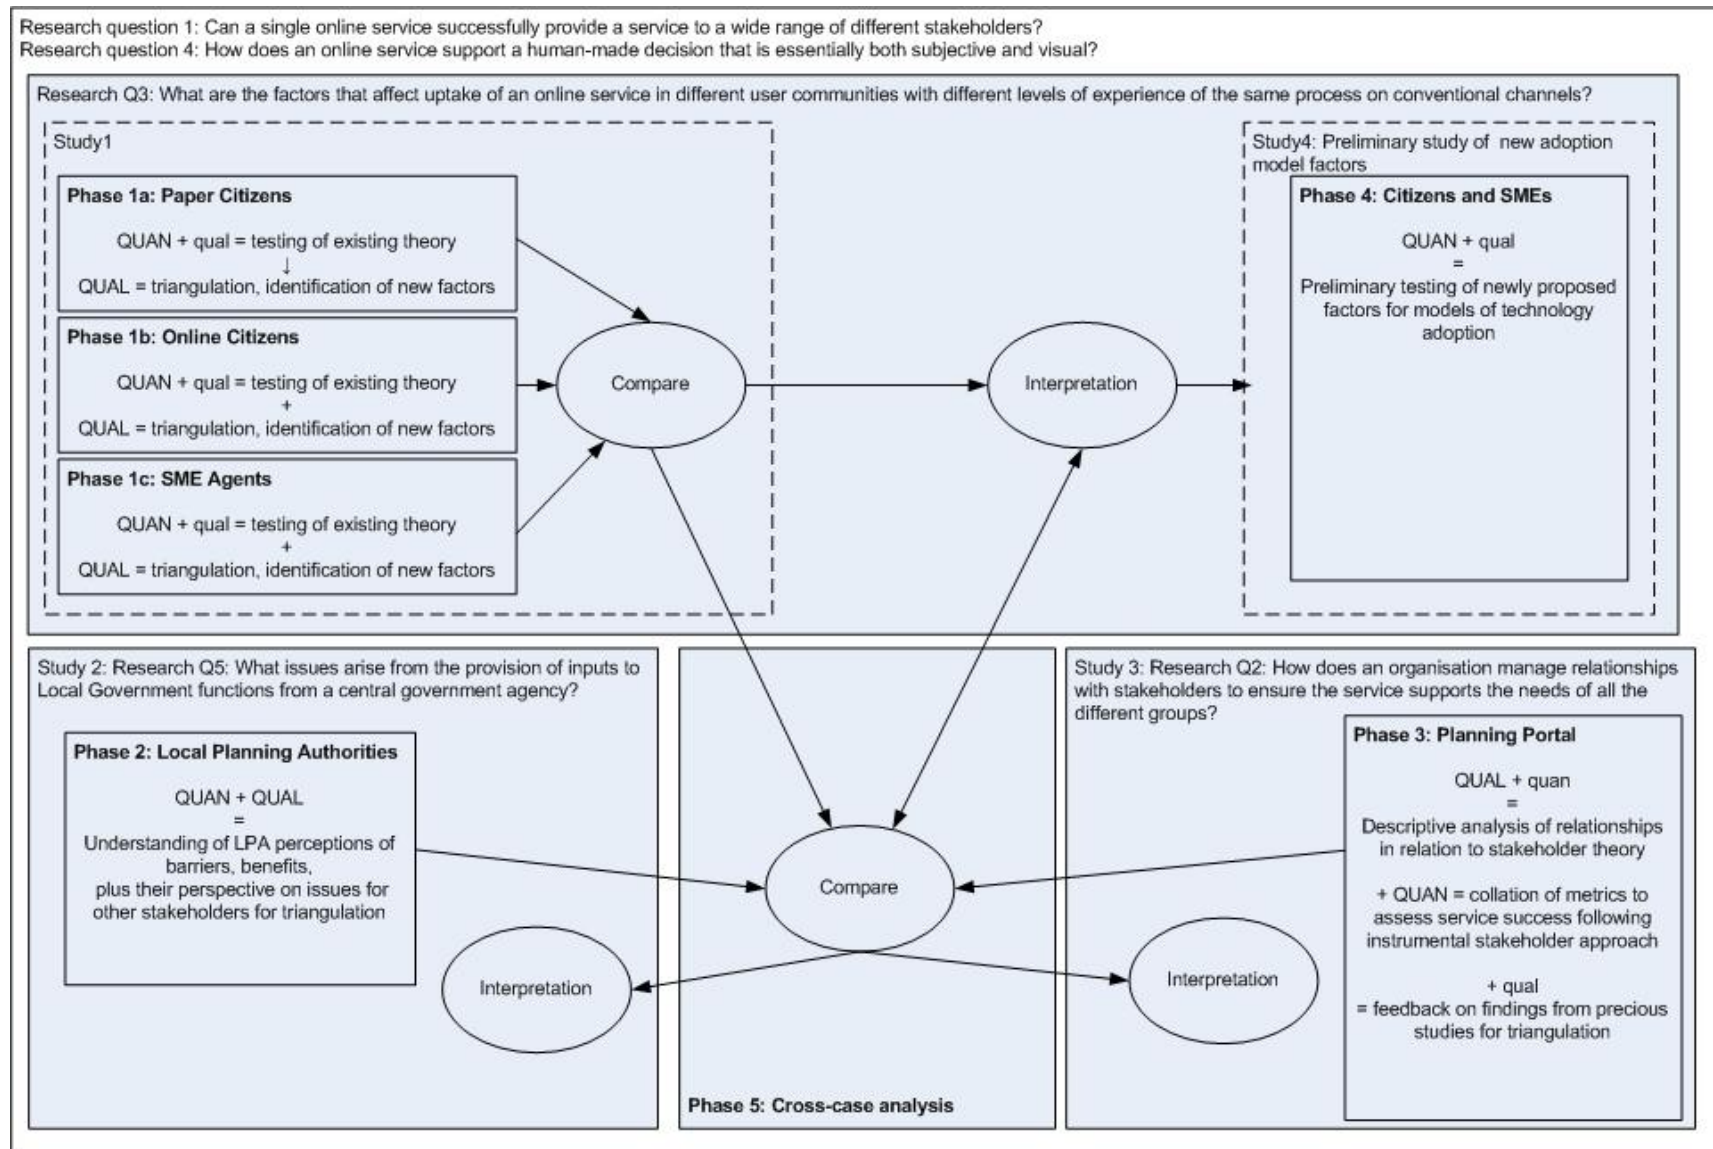 Research question 1: Can a single online service successfully provide a service to a wide range of different stakeholders?
Research question 4: How does an online service support a human-made decision that is essentially both subjective and visual?
Research Q3: What are the factors that affect uptake of an online service in different user communities with different levels of experience of the same process on conventional channels?
Study1
Phase 1a: Paper Citizens
QUAN + qual = testing of existing theory
↓
QUAL = triangulation, identification of new factors
Phase 1b: Online Citizens
QUAN + qual = testing of existing theory
+
QUAL = triangulation, identification of new factors
Phase 1c: SME Agents
QUAN + qual = testing of existing theory
+
QUAL = triangulation, identification of new factors
Compare
Interpretation
Study4: Preliminary study of new adoption
model factors
Phase 4: Citizens and SMEs
QUAN + qual
=
Preliminary testing of newly proposed
factors for models of technology
adoption
Study 2: Research Q5: What issues arise from the provision of inputs to
Local Government functions from a central government agency?
Phase 2: Local Planning Authorities
QUAN + QUAL
=
Understanding of LPA perceptions of
barriers, benefits,
plus their perspective on issues for
other stakeholders for triangulation
Interpretation
Compare
Phase 5: Cross-case analysis
Study 3: Research Q2: How does an organisation manage relationships
with stakeholders to ensure the service supports the needs of all the
different groups?
Phase 3: Planning Portal
QUAL + quan
=
Descriptive analysis of relationships
in relation to stakeholder theory
+ QUAN = collation of metrics to
assess service success following
instrumental stakeholder approach
+ qual
= feedback on findings from precious
studies for triangulation
Interpretation